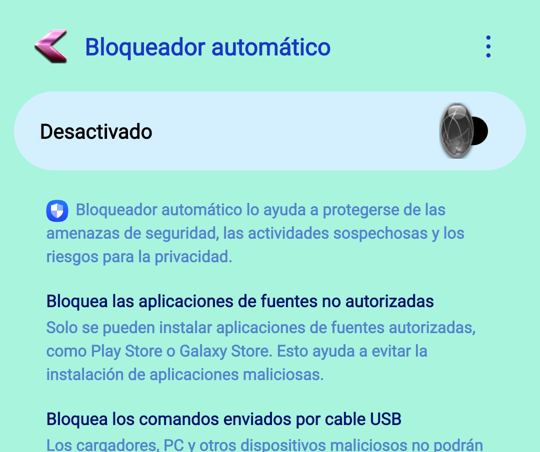 Bloqueador automático
Desactivado
Bloqueador automático lo ayuda a protegerse de las
amenazas de seguridad, las actividades sospechosas y los
riesgos para la privacidad.
Bloquea las aplicaciones de fuentes no autorizadas
Solo se pueden instalar aplicaciones de fuentes autorizadas,
como Play Store o Galaxy Store. Esto ayuda a evitar la
instalación de aplicaciones maliciosas.
Bloquea los comandos enviados por cable USB
Los cargadores, PC y otros dispositivos maliciosos no podrán